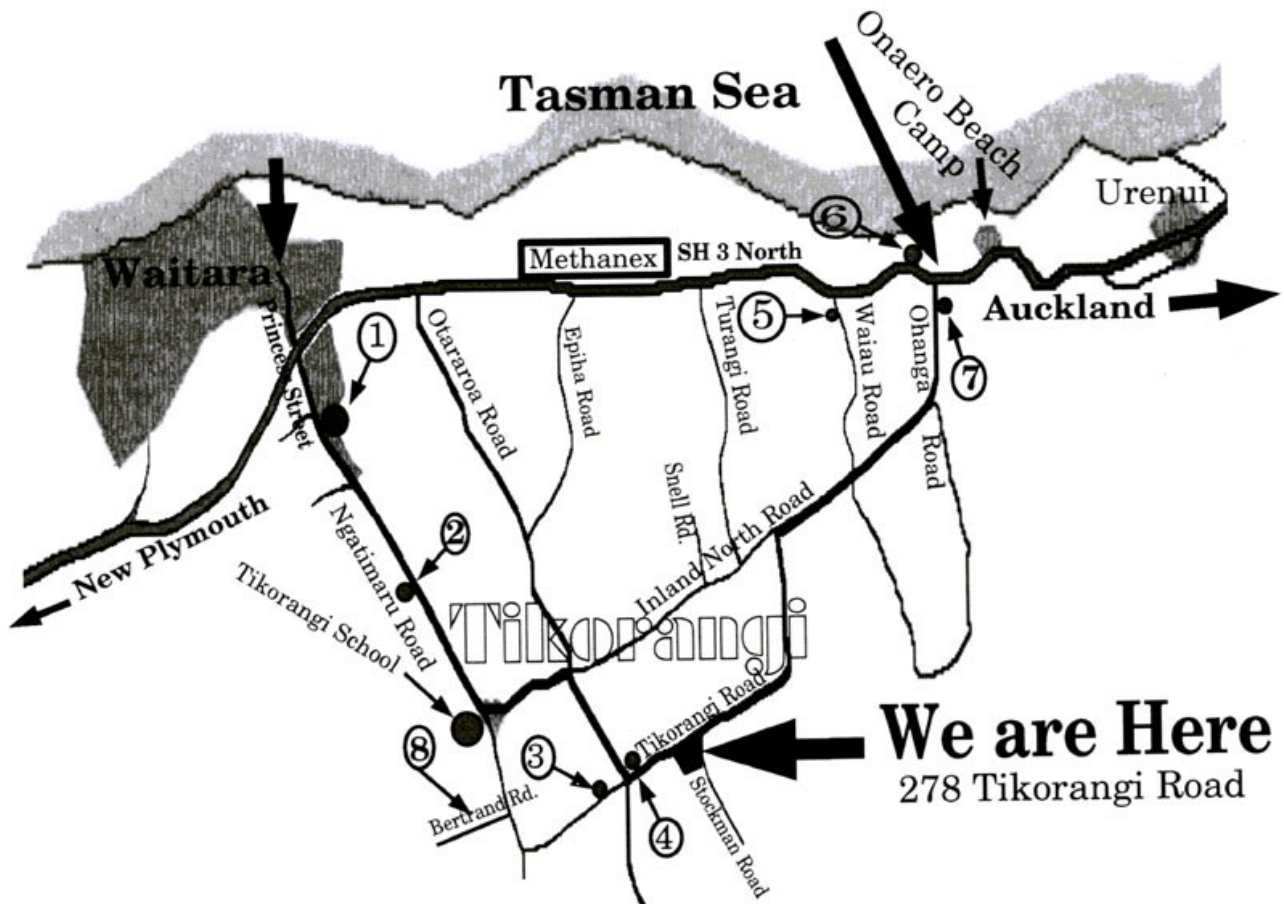 Tasman Sea
Onaero Beach
Camp
Urenui
Waitara
Methanex
SH 3 North
Auckland
New Plymouth
Princess Street
Otararoa Road
Epiha Road
Turangi Road
Snell Rd.
Waiau Road
Ohanga
Road
Inland North Road
Ngatimaru Road
Tikorangi School
Tikorangi
Tikorangi Road
Bertrand Rd.
Stockman Road
We are Here
278 Tikorangi Road
1
2
3
4
5
6
7
8